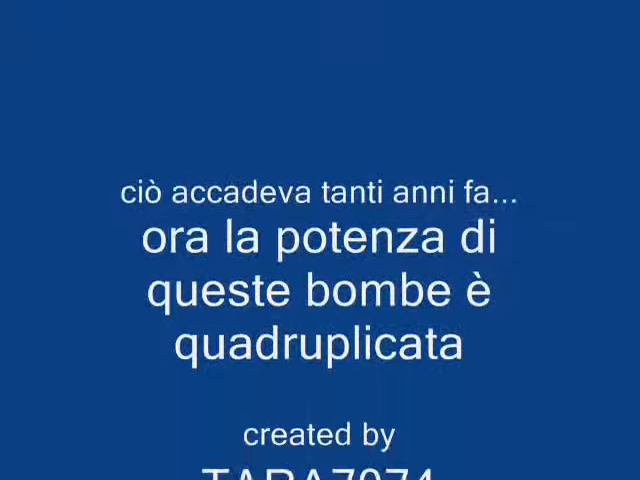 ciò accadeva tanti anni fa...
ora la potenza di
queste bombe è
quadruplicata
created by